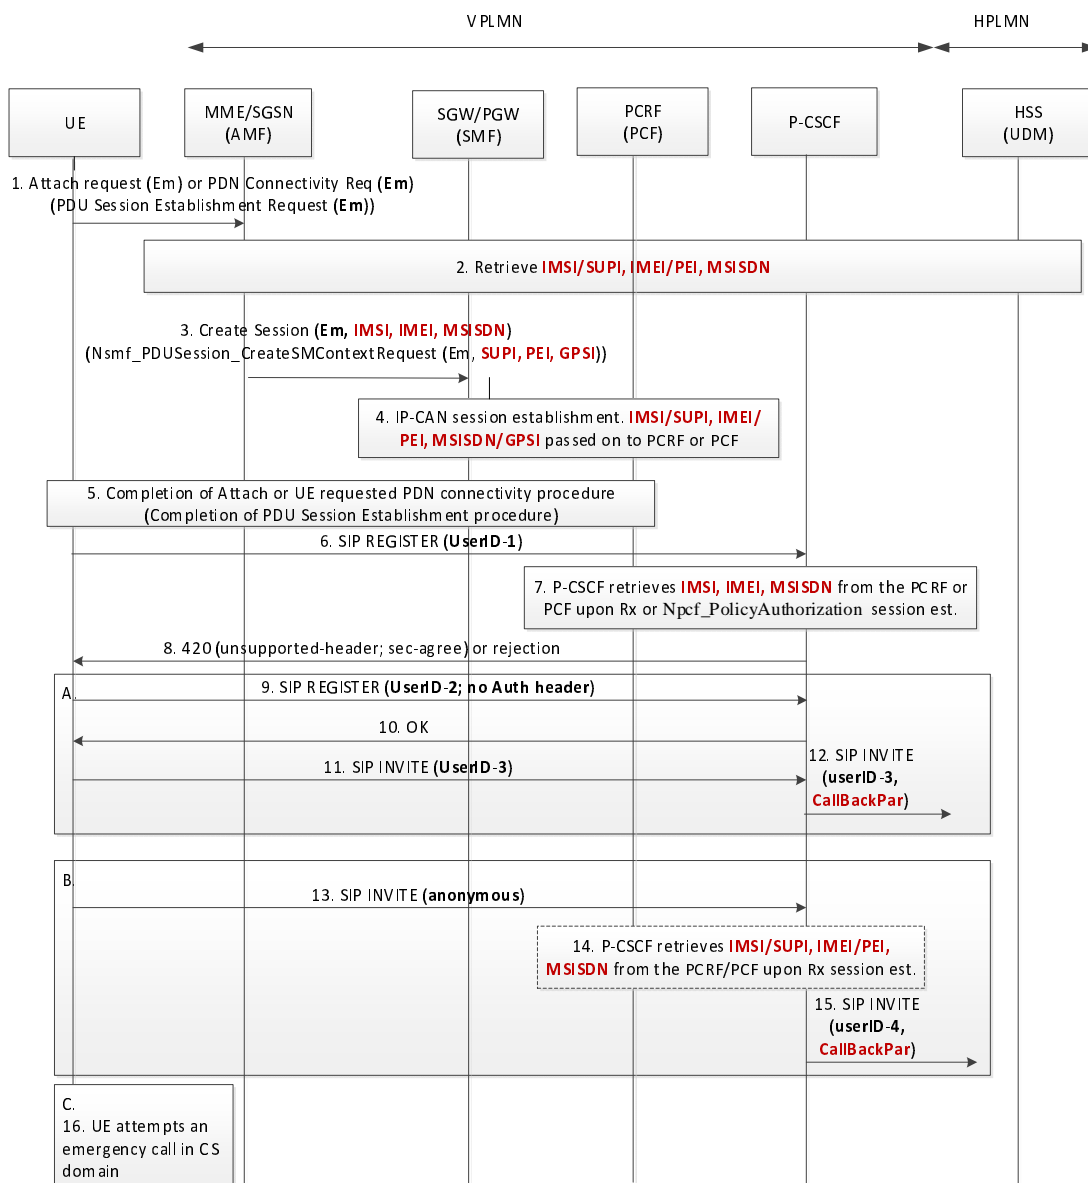 VPLMN
HPLMN
UE
MME/SGSN
(AMF)
SGW/PGW
(SMF)
PCRF
(PCF)
P-CSCF
HSS
(UDM)
1. Attach request (Em) or PDN Connectivity Req (Em)
(PDU Session Establishment Request (Em))
2. Retrieve IMSI/SUPI, IMEI/PEI, MSISDN
3. Create Session (Em, IMSI, IMEI, MSISDN)
(Nsmf_PDUSession_CreateSMContextRequest (Em, SUPI, PEI, GPSI))
4. IP-CAN session establishment. IMSI/SUPI, IMEI/
PEI, MSISDN/GPSI passed on to PCRF or PCF
5. Completion of Attach or UE requested PDN connectivity procedure
(Completion of PDU Session Establishment procedure)
6. SIP REGISTER (UserID-1)
7. P-CSCF retrieves IMSI, IMEI, MSISDN from the PCRF or
PCF upon Rx or Npcf_PolicyAuthorization session est.
8. 420 (unsupported-header; sec-agree) or rejection
A.
9. SIP REGISTER (UserID-2; no Auth header)
10. OK
11. SIP INVITE (UserID-3)
12. SIP INVITE
(userID-3,
CallBackPar)
B.
13. SIP INVITE (anonymous)
14. P-CSCF retrieves IMSI/SUPI, IMEI/PEI,
MSISDN from the PCRF/PCF upon Rx session est.
15. SIP INVITE
(userID-4,
CallBackPar)
C.
16. UE attempts an
emergency call in CS
domain